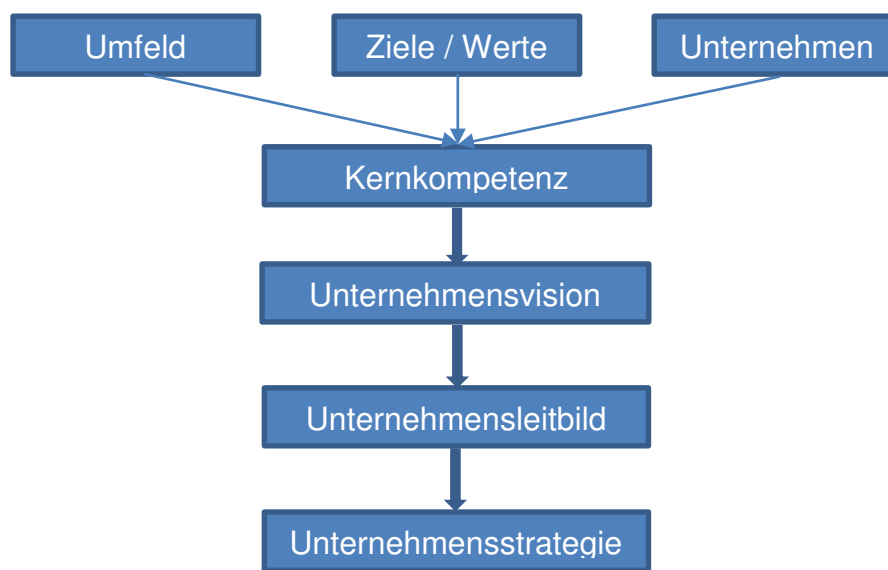 Umfeld
Ziele / Werte
Unternehmen
Kernkompetenz
Unternehmensvision
Unternehmensleitbild
Unternehmensstrategie